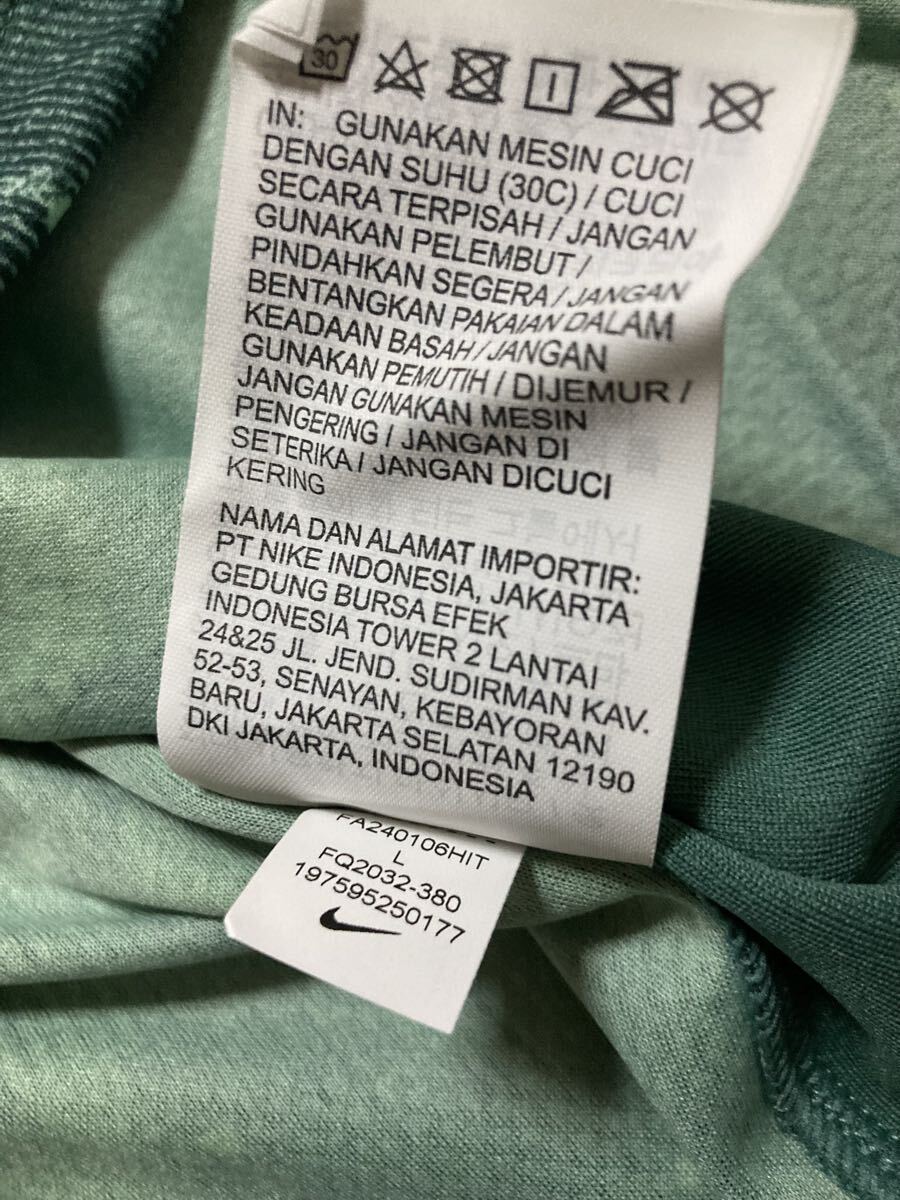 30
IN: GUNAKAN MESIN CUCI
DENGAN SUHU (30C) / CUCI
SECARA TERPISAH / JANGAN
GUNAKAN PELEMBUT /
PINDAHKAN SEGERA / JANGAN
BENTANGKAN PAKAIAN DALAM
KEADAAN BASAH / JANGAN
GUNAKAN PEMUTIH / DIJEMUR /
JANGAN GUNAKAN MESIN
PENGERING / JANGAN DI
SETERIKA / JANGAN DICUCI
KERING
NAMA DAN ALAMAT IMPORTIR:
PT NIKE INDONESIA, JAKARTA
GEDUNG BURSA EFEK
INDONESIA TOWER 2 LANTAI
24&25 JL. JEND. SUDIRMAN KAV.
52-53, SENAYAN, KEBAYORAN
BARU, JAKARTA SELATAN 12190
DKI JAKARTA, INDONESIA
FA240106HIT
L
FQ2032-380
197595250177